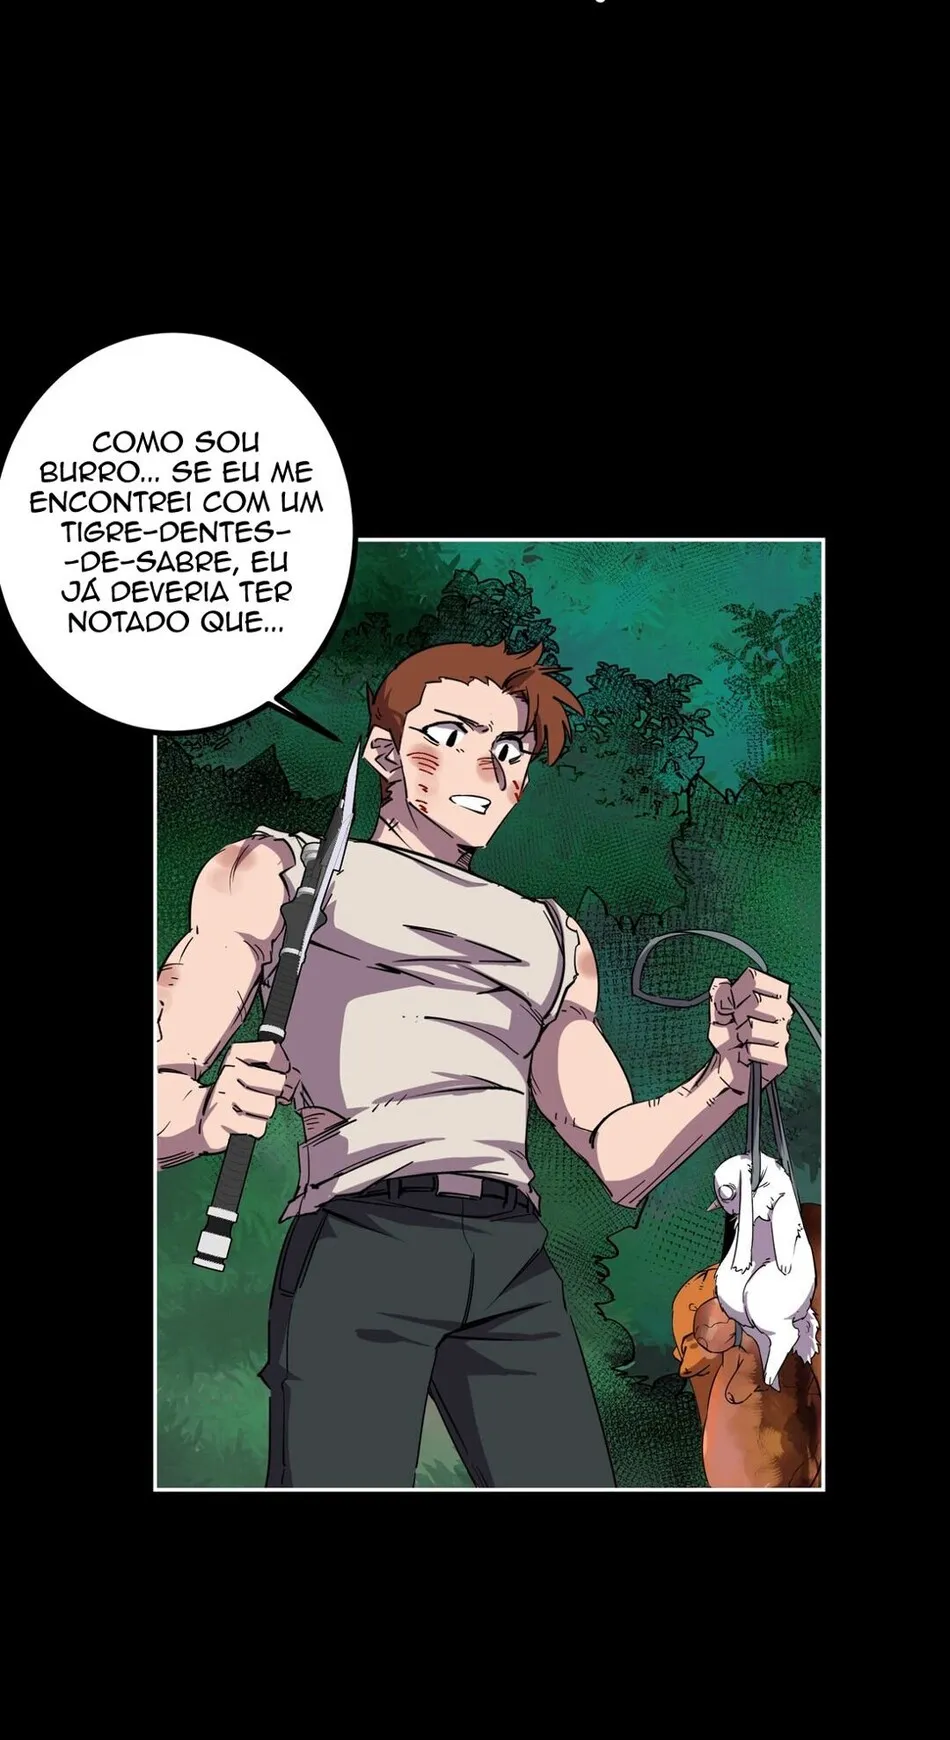 COMO SOU
BURRO... SE EU ME
ENCONTREI COM UM
TIGRE-DENTES-
-DE-SABRE, EU
JÁ DEVERIA TER
NOTADO QUE...